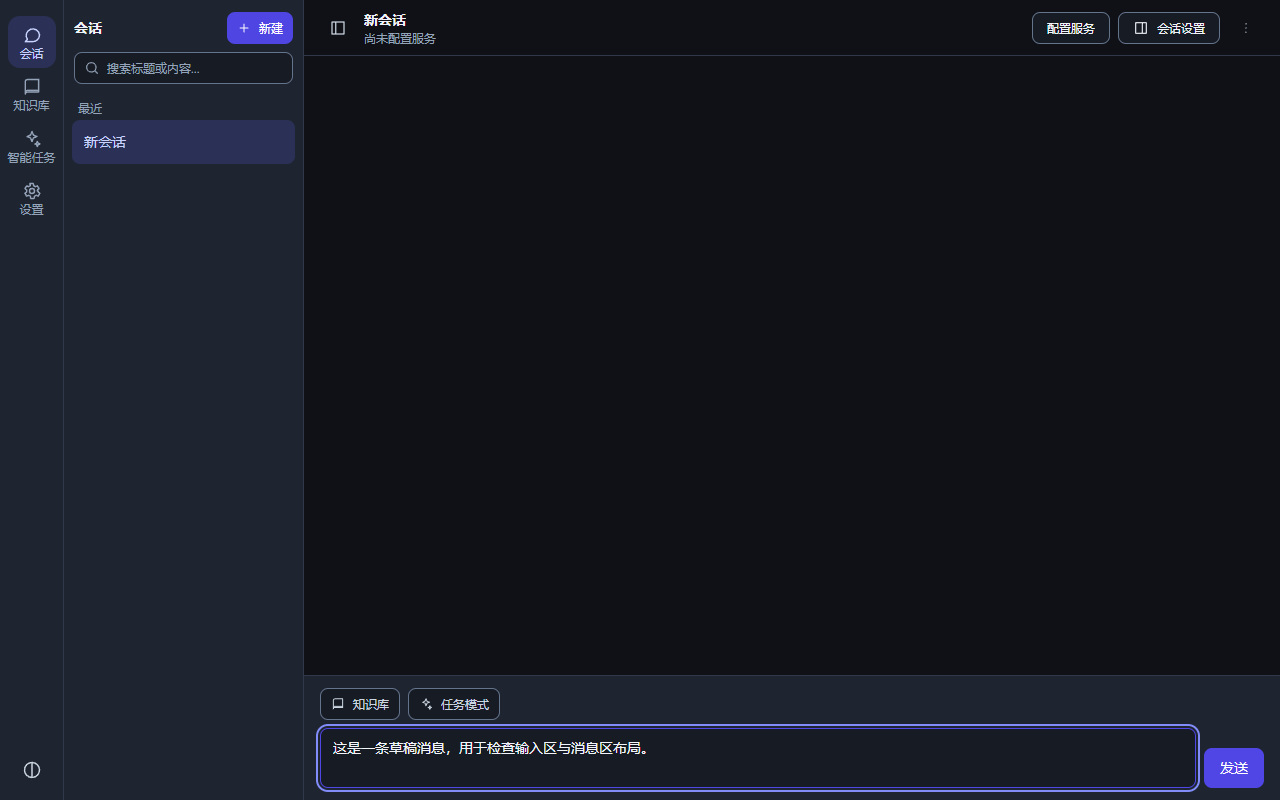 会话
知识库
智能任务
设置
会话
新建
搜索标题或内容...
最近
新会话
新会话
尚未配置服务
配置服务
会话设置
知识库
任务模式
这是一条草稿消息，用于检查输入区与消息区布局。
发送